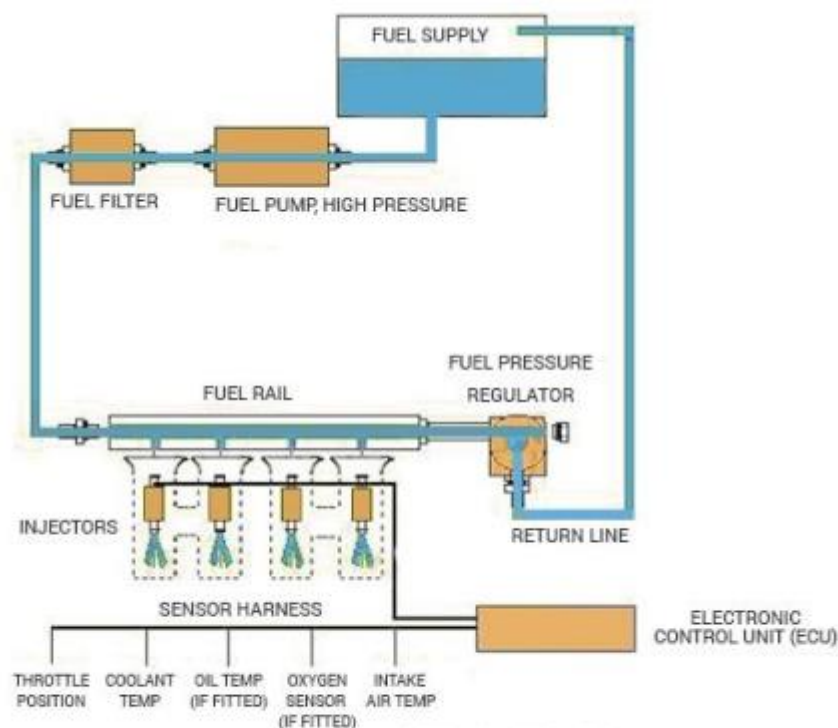 FUEL SUPPLY
FUEL FILTER
FUEL PUMP, HIGH PRESSURE
FUEL PRESSURE
REGULATOR
FUEL RAIL
INJECTORS
RETURN LINE
SENSOR HARNESS
ELECTRONIC
CONTROL UNIT (ECU)
THROTTLE
POSITION
COOLANT
TEMP
OIL TEMP
(IF FITTED)
OXYGEN
SENSOR
(IF FITTED)
INTAKE
AIR TEMP